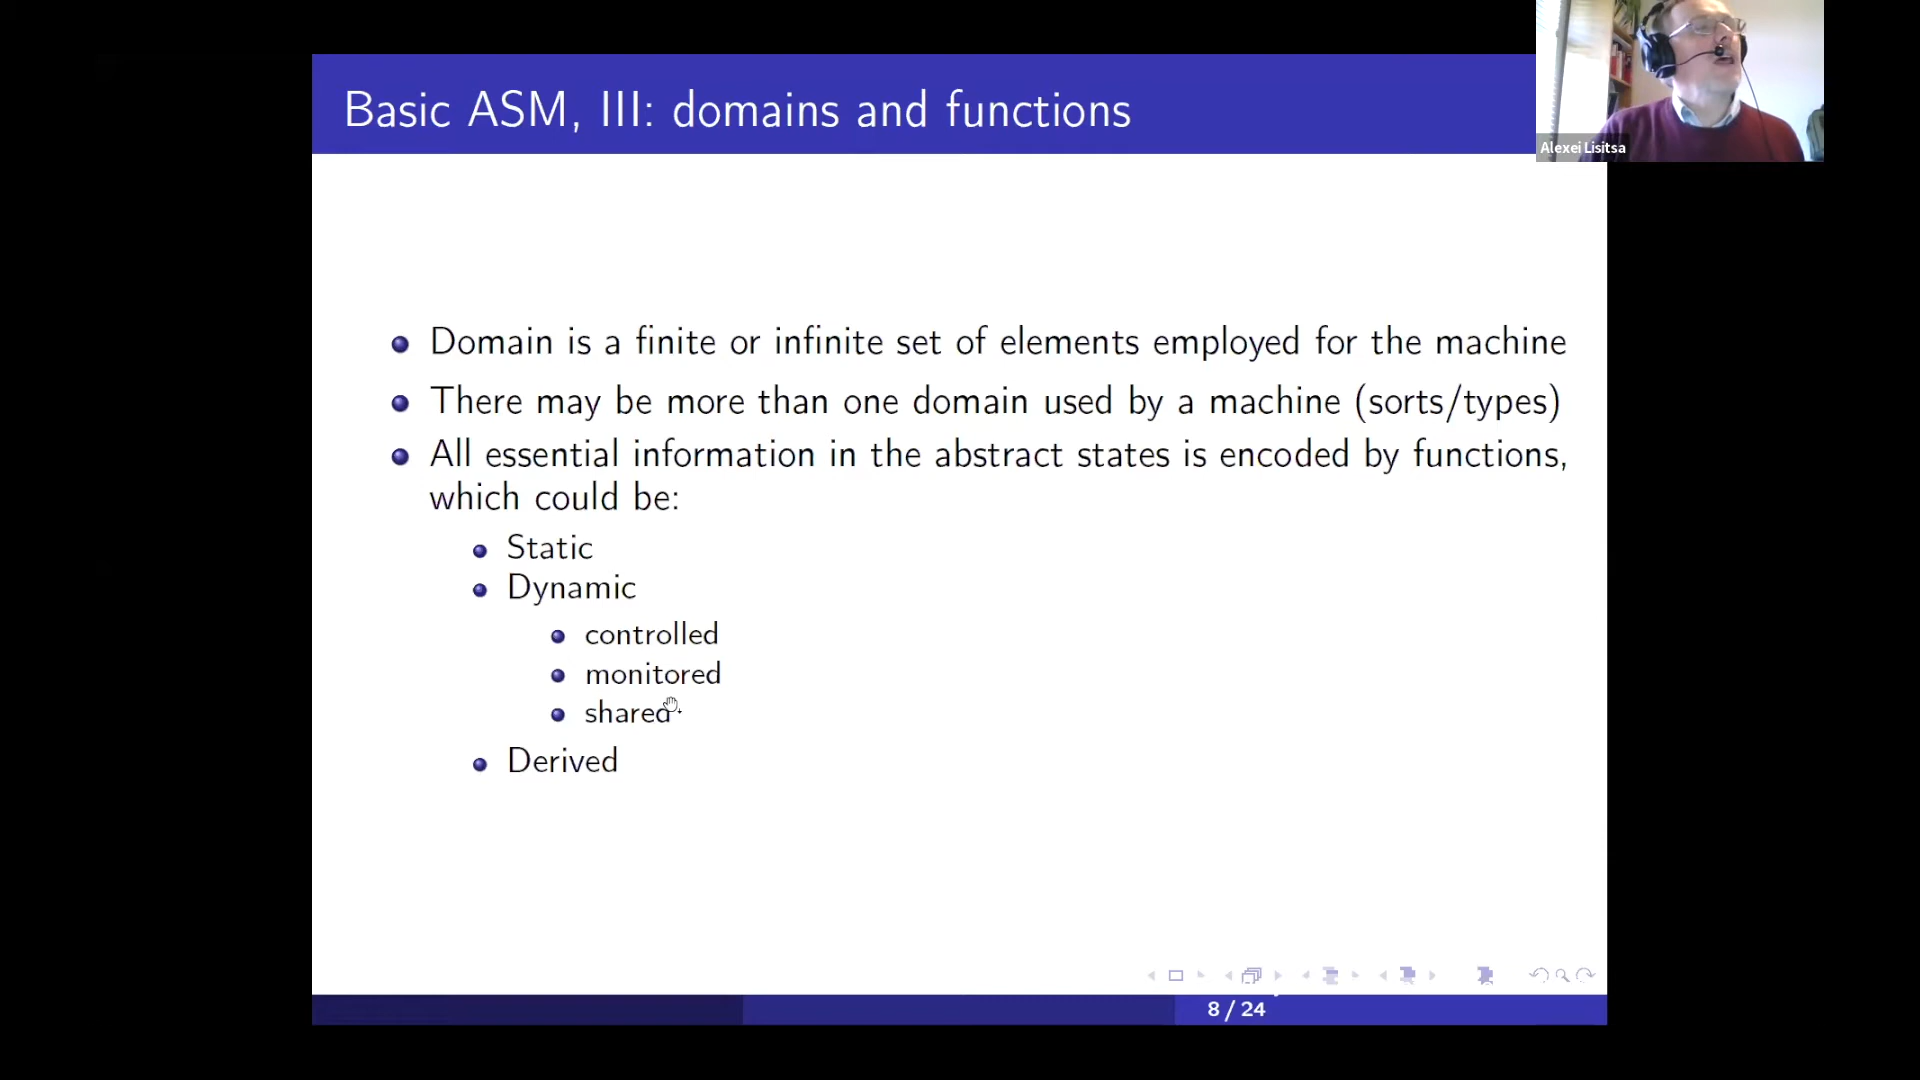 Basic ASM, III: domains and functions
Alexei Lisitsa
Domain is a finite or infinite set of elements employed for the machine
There may be more than one domain used by a machine (sorts/types)
All essential information in the abstract states is encoded by functions,
which could be:
Static
Dynamic
controlled
monitored
shared
Derived
8 / 24